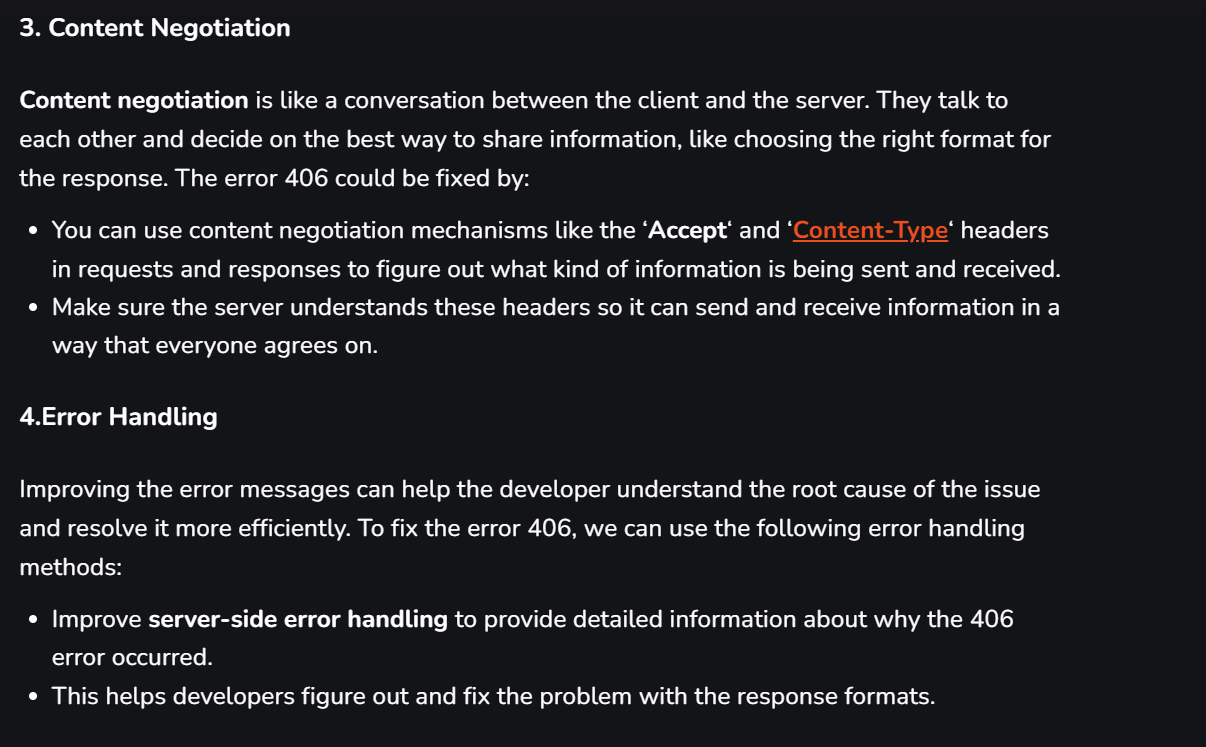 3. Content Negotiation
Content negotiation is like a conversation between the client and the server. They talk to
each other and decide on the best way to share information, like choosing the right format for
the response. The error 406 could be fixed by:
• You can use content negotiation mechanisms like the ‘Accept‘ and ‘Content-Type‘ headers
in requests and responses to figure out what kind of information is being sent and received.
• Make sure the server understands these headers so it can send and receive information in a
way that everyone agrees on.
4.Error Handling
Improving the error messages can help the developer understand the root cause of the issue
and resolve it more efficiently. To fix the error 406, we can use the following error handling
methods:
• Improve server-side error handling to provide detailed information about why the 406
error occurred.
• This helps developers figure out and fix the problem with the response formats.